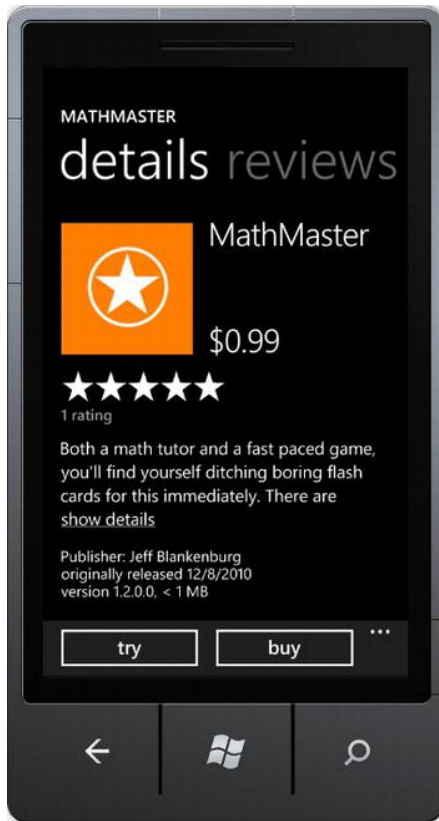 MATHMASTER
details reviews
MathMaster
$0.99
1 rating
Both a math tutor and a fast paced game,
you'll find yourself ditching boring flash
cards for this immediately. There are
show details
Publisher: Jeff Blankenburg
originally released 12/8/2010
version 1.2.0.0, < 1 MB
try buy